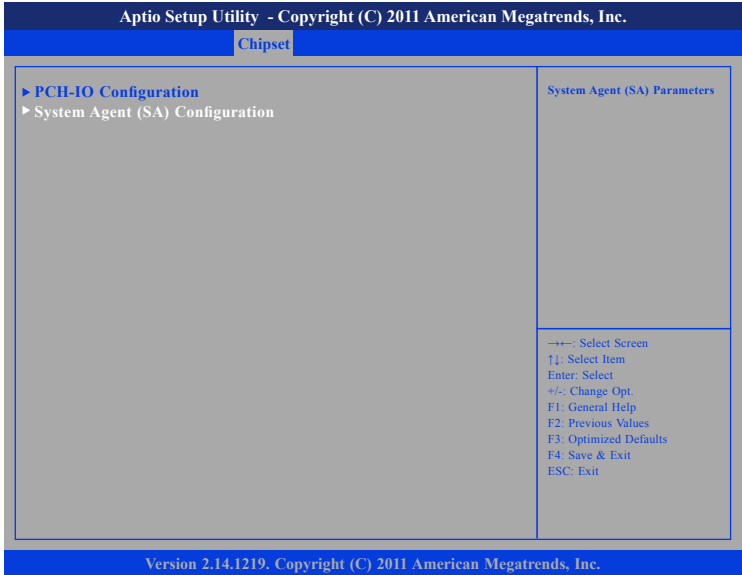 Aptio Setup Utility - Copyright (C) 2011 American Megatrends, Inc.
Chipset
▶ PCH-IO Configuration
▶ System Agent (SA) Configuration
System Agent (SA) Parameters
→←: Select Screen
↑↓: Select Item
Enter: Select
+/-: Change Opt.
F1: General Help
F2: Previous Values
F3: Optimized Defaults
F4: Save & Exit
ESC: Exit
Version 2.14.1219. Copyright (C) 2011 American Megatrends, Inc.